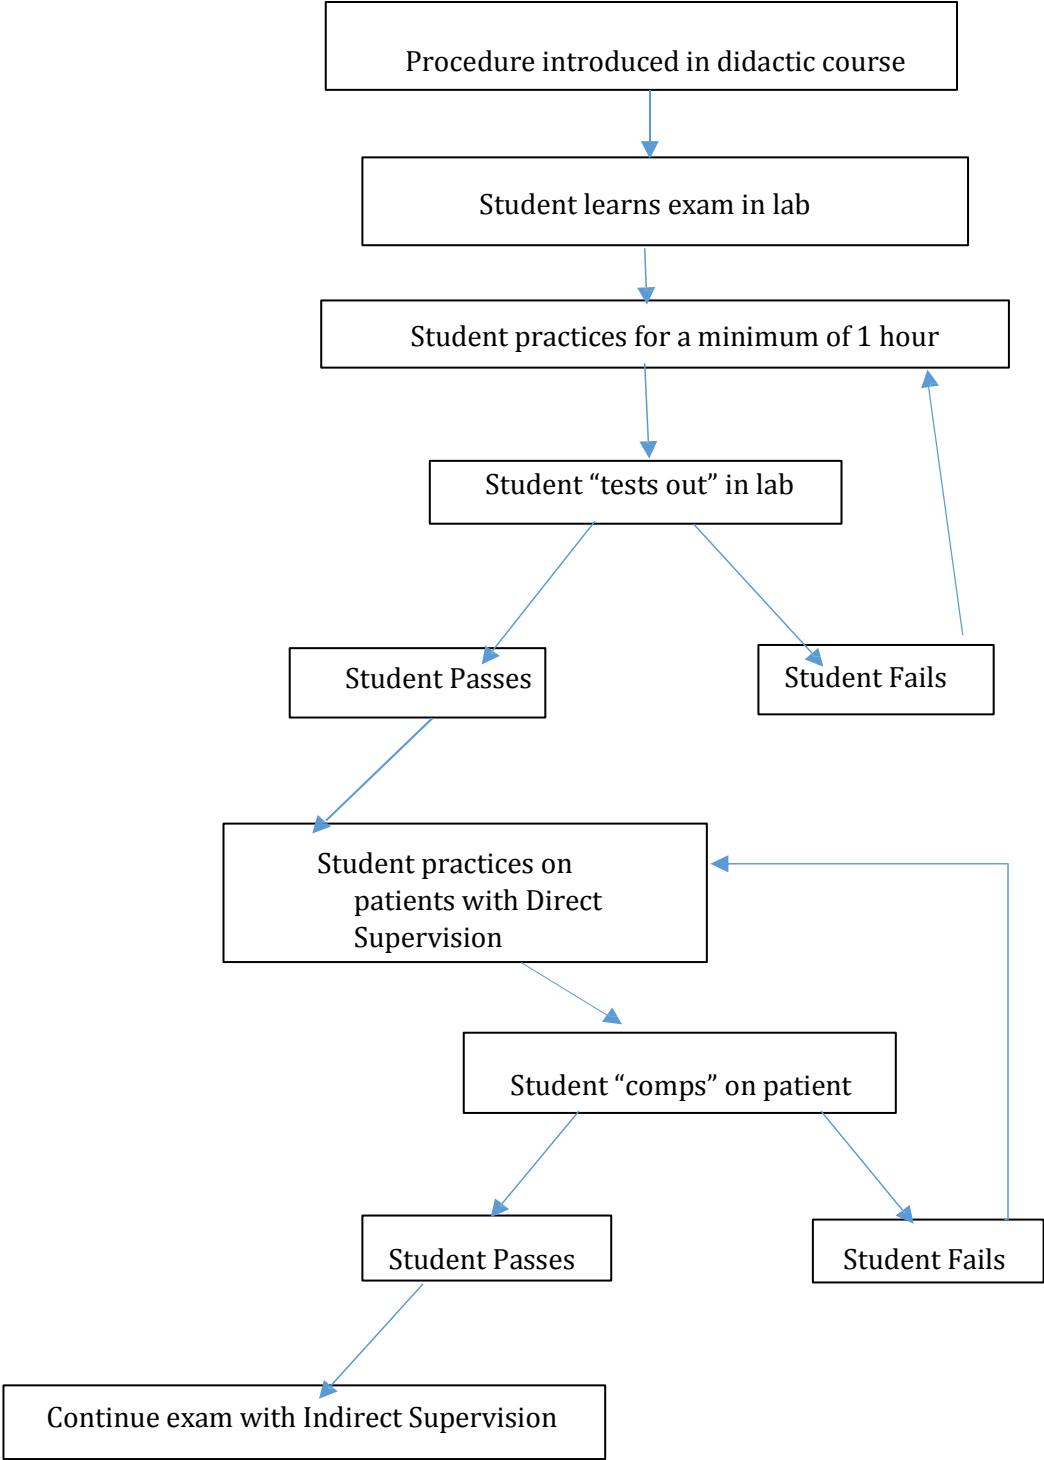 Procedure introduced in didactic course
Student learns exam in lab
Student practices for a minimum of 1 hour
Student “tests out” in lab
Student Passes
Student Fails
Student practices on
patients with Direct
Supervision
Student “comps” on patient
Student Passes
Student Fails
Continue exam with Indirect Supervision